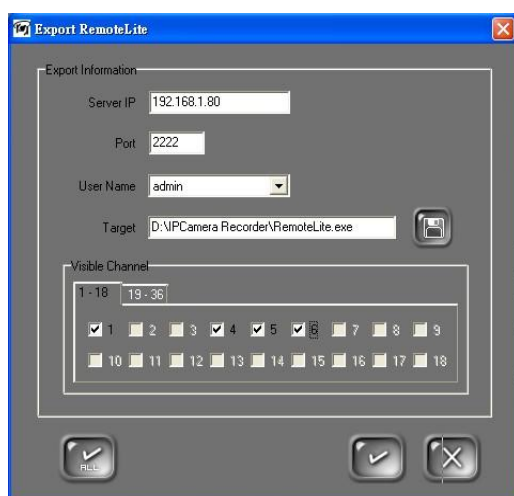 Export RemoteLite
Export Information
Server IP 192.168.1.80
Port 2222
User Name admin
Target D:\IPCamera Recorder\RemoteLite.exe
Visible Channel
1 - 18 19 - 36
1 2 3 4 5 6 7 8 9
10 11 12 13 14 15 16 17 18
ALL